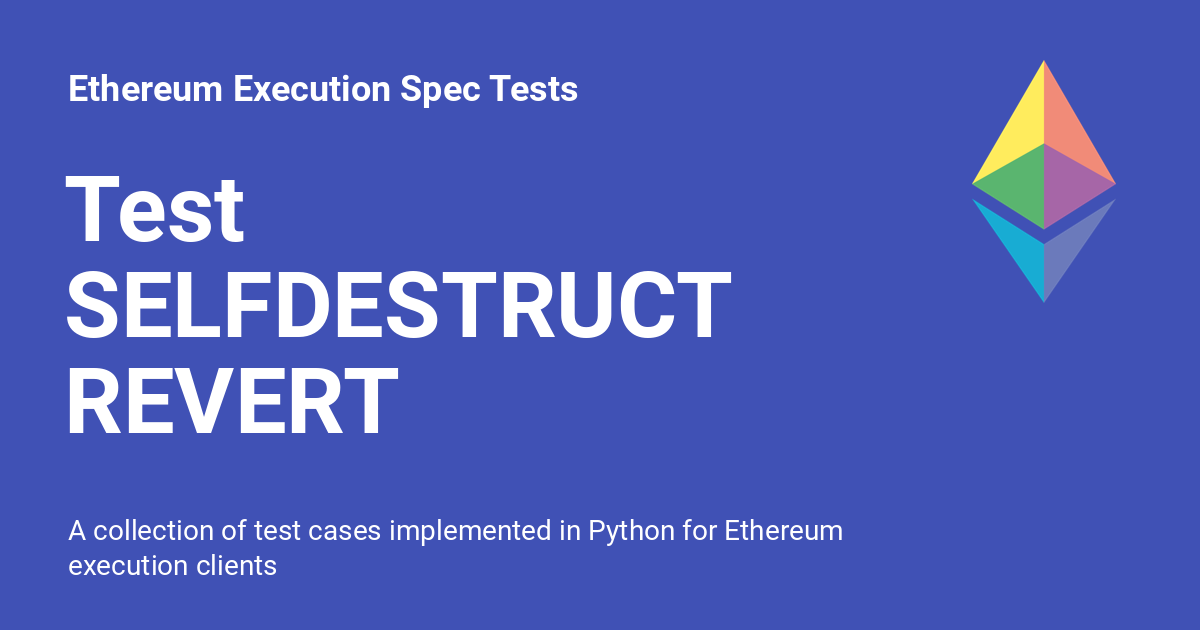 Ethereum Execution Spec Tests
Test
SELFDESTRUCT
REVERT
A collection of test cases implemented in Python for Ethereum
execution clients